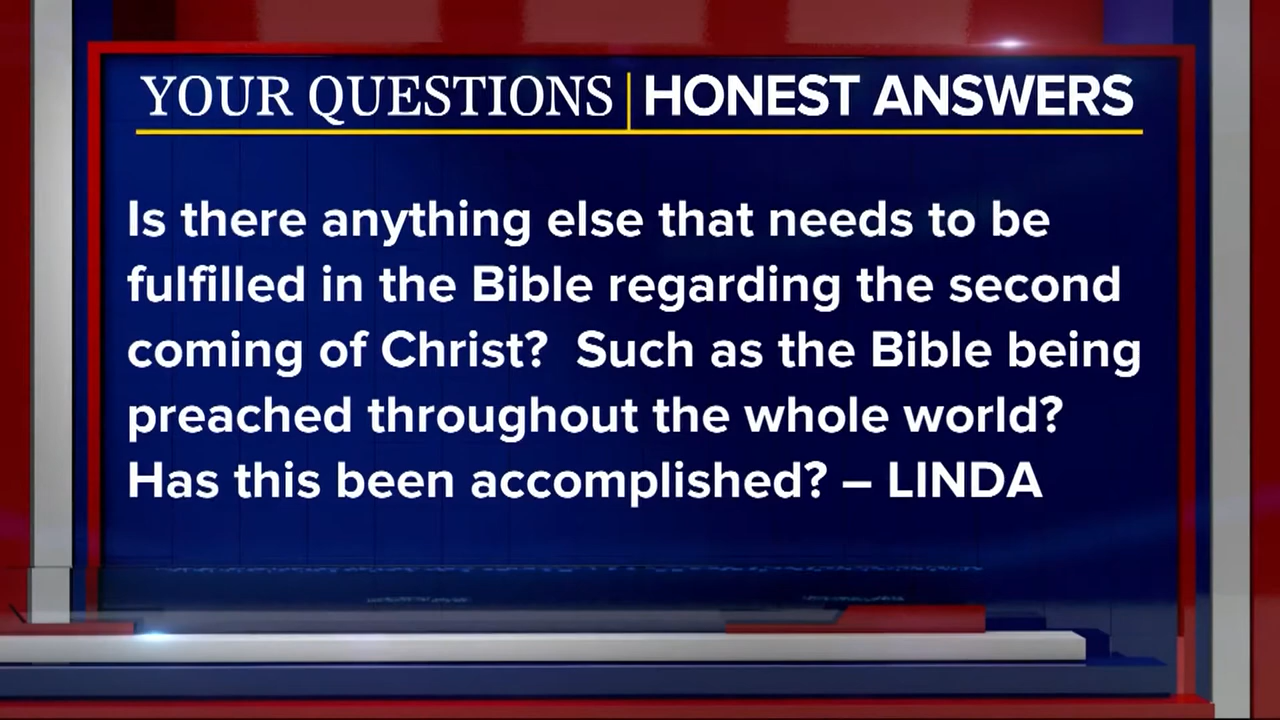 YOUR QUESTIONS | HONEST ANSWERS
Is there anything else that needs to be
fulfilled in the Bible regarding the second
coming of Christ?  Such as the Bible being
preached throughout the whole world?
Has this been accomplished? – LINDA